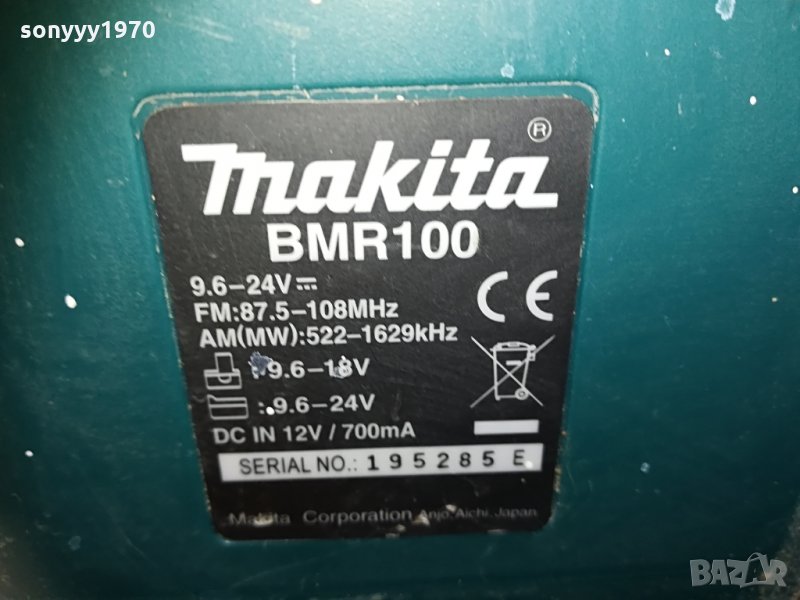 sonyyy1970
makita®
BMR100
9.6–24V
FM:87.5–108MHz
AM(MW):522–1629kHz
CE
:9.6–18V
:9.6–24V
DC IN 12V / 700mA
SERIAL NO.: 195285 E
Makita Corporation Anjo, Aichi, Japan
BAZAR